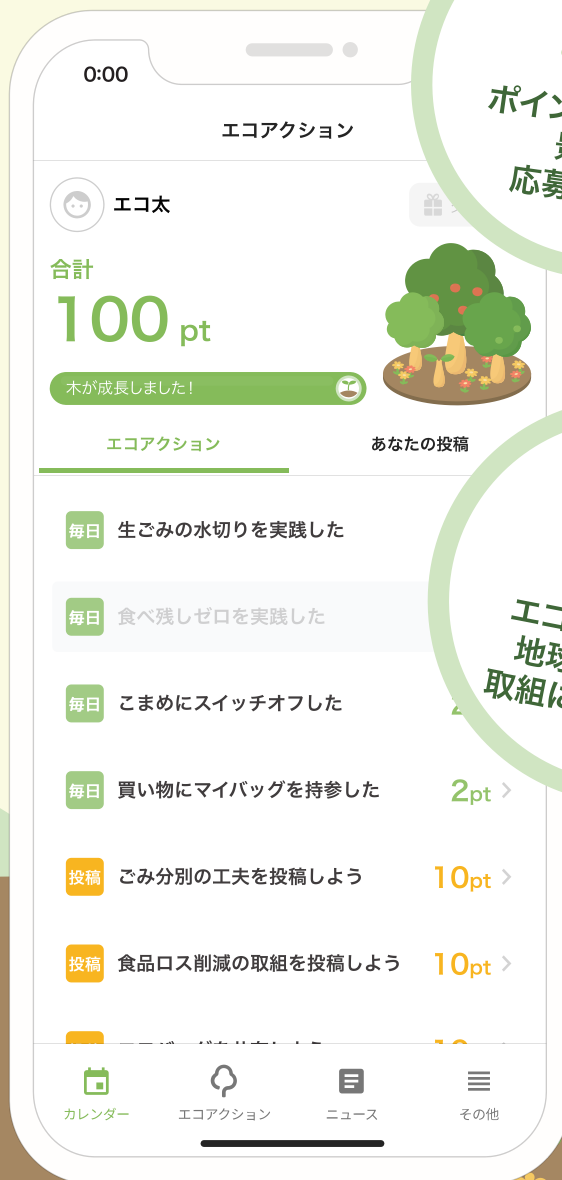 0:00
エコアクション
エコ太
合計
100 pt
木が成長しました！
エコアクション
あなたの投稿
毎日 生ごみの水切りを実践した
毎日 食べ残しゼロを実践した
毎日 こまめにスイッチオフした
毎日 買い物にマイバッグを持参した 2pt
投稿 ごみ分別の工夫を投稿しよう 10pt
投稿 食品ロス削減の取組を投稿しよう 10pt
カレンダー
エコアクション
ニュース
その他
ポイン
応募
エコ
地球
取組は